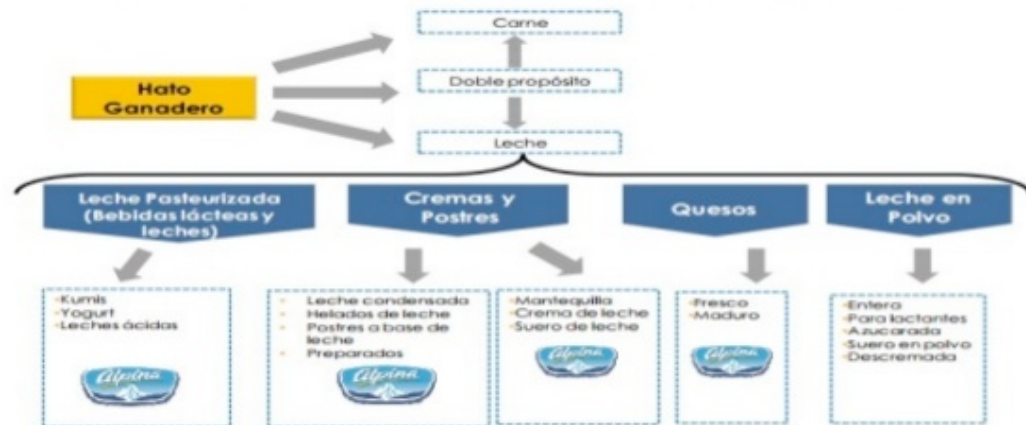 Carne
Hato
Ganadero
Doble propósito
Leche
Leche Pasteurizada
(Bebidas lácteas y
leches)
Cremas y
Postres
Quesos
Leche en
Polvo
•Kumis
•Yogurt
•Leches ácidas
Alpina
• Leche condensada
• Helados de leche
• Postres a base de
leche
• Preparados
Alpina
•Mantequilla
•Crema de leche
•Suero de leche
Alpina
•Fresco
•Maduro
Alpina
•Entera
•Para lactantes
•Azucarada
•Suero en polvo
•Descremada